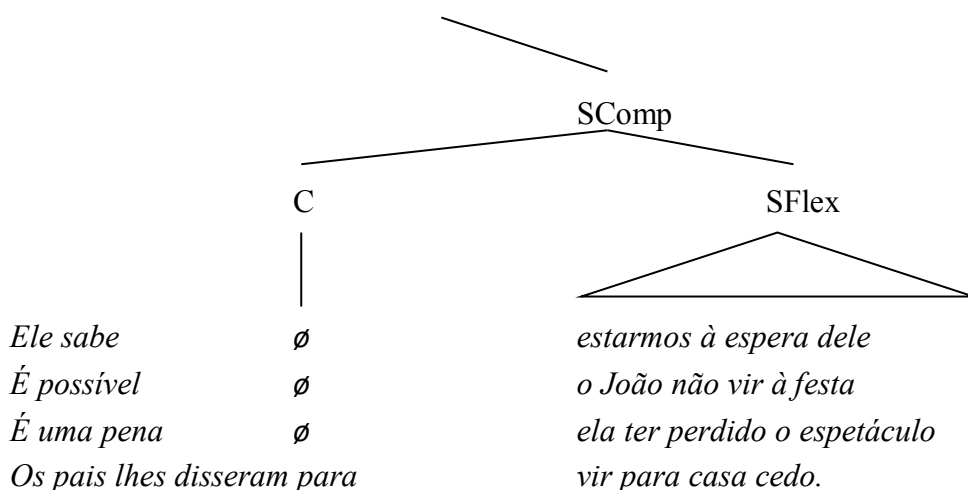 SComp
C SFlex
Ele sabe ø estarmos à espera dele
É possível ø o João não vir à festa
É uma pena ø ela ter perdido o espetáculo
Os pais lhes disseram para vir para casa cedo.